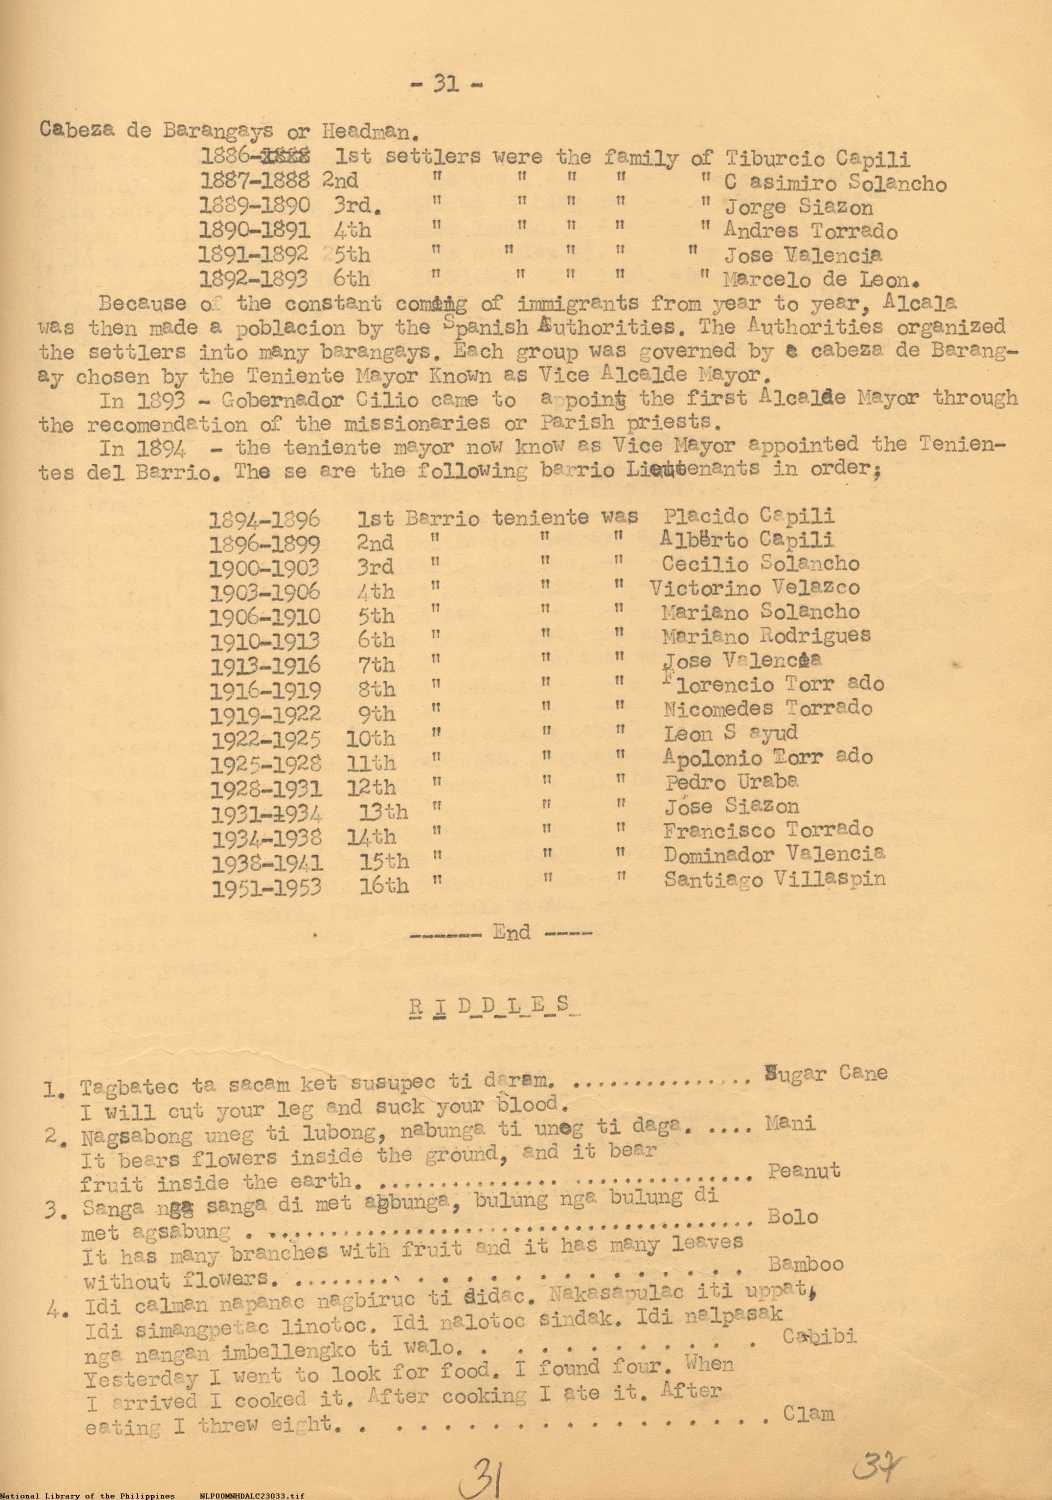 - 31 -
Cabeza de Barangays or Headman.
1886-1888 1st settlers were the family of Tiburcio Capili
1887-1888 2nd " " " " " C asimiro Solancho
1889-1890 3rd. " " " " " Jorge Siazon
1890-1891 4th " " " " " Andres Torrado
1891-1892 5th " " " " " Jose Valencia
1892-1893 6th " " " " " Marcelo de Leon.
Because of the constant coming of immigrants from year to year, Alcala
was then made a poblacion by the Spanish Authorities. The Authorities organized
the settlers into many barangays. Each group was governed by a cabeza de Barang-
ay chosen by the Teniente Mayor Known as Vice Alcalde Mayor.
In 1893 - Gobernador Cilio came to appoint the first Alcalde Mayor through
the recomendation of the missionaries or Parish priests.
In 1894 - the teniente mayor now know as Vice Mayor appointed the Tenien-
tes del Barrio. The se are the following barrio Lieutenants in order;
1894-1896 1st Barrio teniente was Placido Capili
1896-1899 2nd " " " Alberto Capili
1900-1903 3rd " " " Cecilio Solancho
1903-1906 4th " " " Victorino Velazco
1906-1910 5th " " " Mariano Solancho
1910-1913 6th " " " Mariano Rodrigues
1913-1916 7th " " " Jose Valencia
1916-1919 8th " " " Florencio Torr ado
1919-1922 9th " " " Nicomedes Torrado
1922-1925 10th " " " Leon S ayud
1925-1928 11th " " " Apolonio Torr ado
1928-1931 12th " " " Pedro Uraba
1931-1934 13th " " " Jose Siazon
1934-1938 14th " " " Francisco Torrado
1938-1941 15th " " " Dominador Valencia
1951-1953 16th " " " Santiago Villaspin
------ End ----
R I D D L E S
1. Tagbatec ta sacam ket susupec ti daram. ............... Sugar Cane
I will cut your leg and suck your blood.
2. Nagsabong uneg ti lubong, nabunga ti uneg ti daga. .... Mani
It bears flowers inside the ground, and it bear
fruit inside the earth. ............................... Peanut
3. Sanga nga sanga di met agbunga, bulung nga bulung di
met agsabung . ........................................ Bolo
It has many branches with fruit and it has many leaves
without flowers. ......... . . . . . . . . . . . . . . Bamboo
4. Idi calman napanac nagbiruc ti didac. Nakasapulac iti uppat,
Idi simangpetac linotoc. Idi nalotoc sindak. Idi nalpasak
nga nangan imbellengko ti walo. . . . . . . . . . . . . Cabibi
Yesterday I went to look for food. I found four. When
I arrived I cooked it. After cooking I ate it. After
eating I threw eight. . . . . . . . . . . . . . . . . . Clam
31
37
National Library of the Philippines NLPOOMNHDALC23033.tif